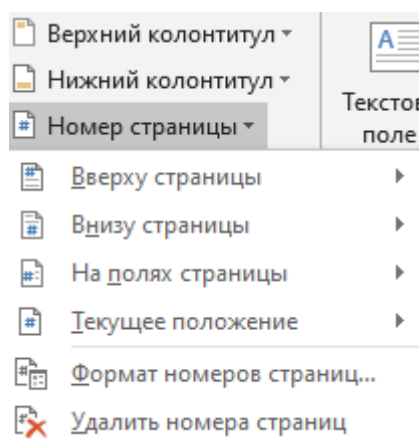 Верхний колонтитул
Нижний колонтитул
Номер страницы
поле
Вверху страницы
Внизу страницы
На полях страницы
Текущее положение
Формат номеров страниц...
Удалить номера страниц